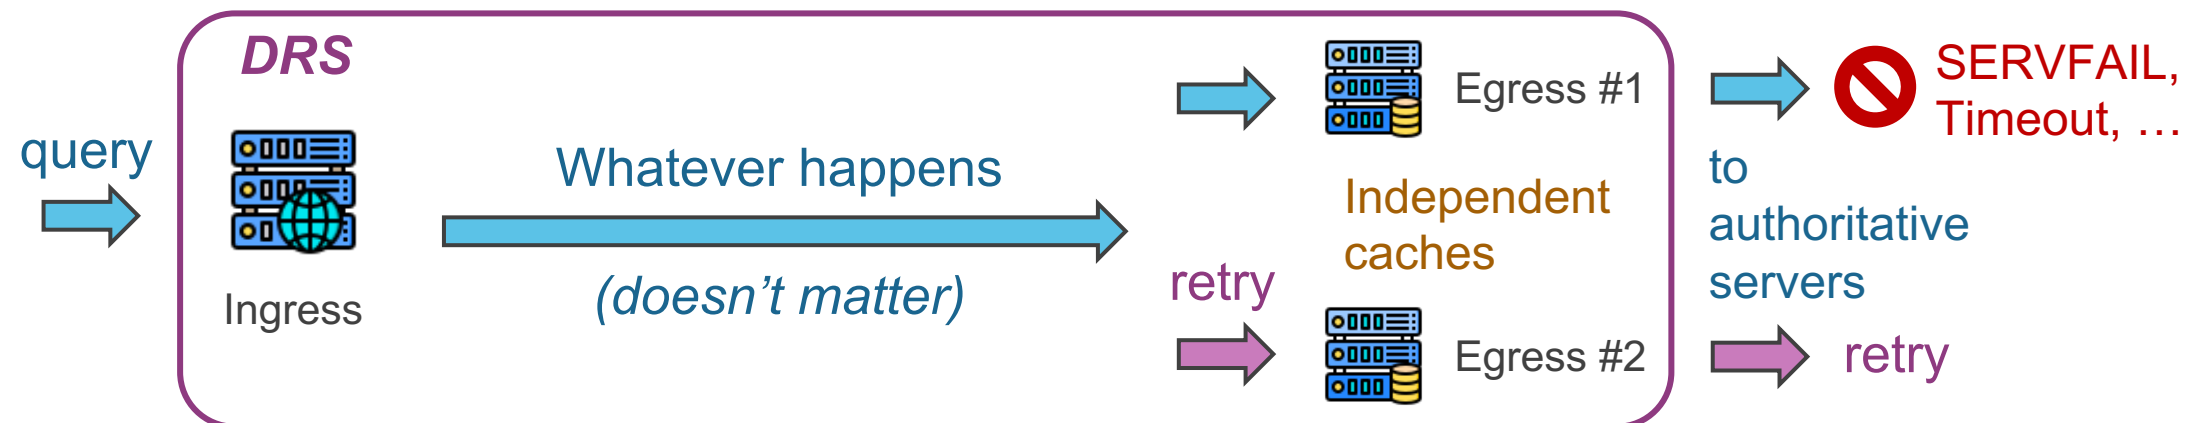 DRS
query
Ingress
Whatever happens
(doesn’t matter)
retry
Egress #1
Independent
caches
Egress #2
SERVFAIL,
Timeout, …
to
authoritative
servers
retry